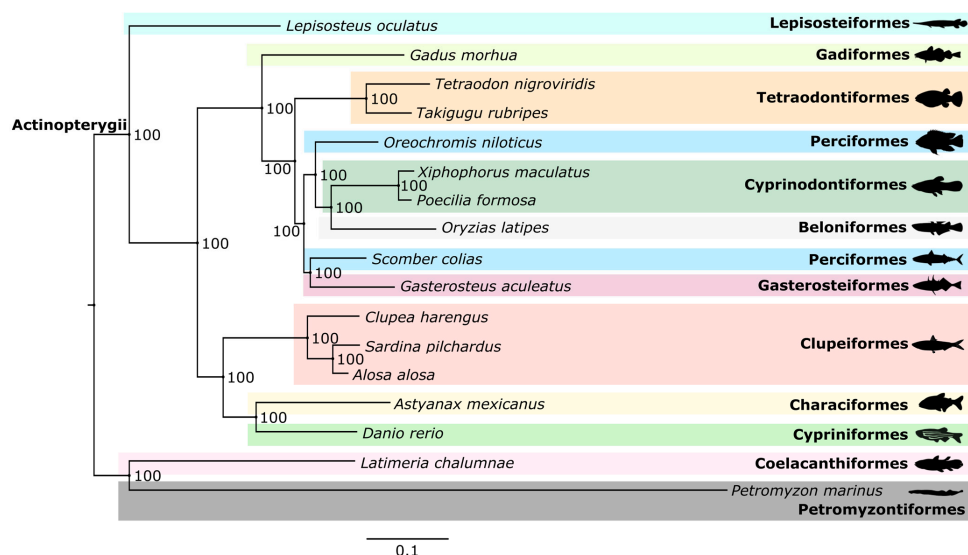 Lepisosteus oculatus Lepisosteiformes
Gadus morhua Gadiformes
Tetraodon nigroviridis
100 100 Tetraodontiformes
Actinopterygii 100 Takigugu rubripes
Oreochromis niloticus Perciformes
100 100 Xiphophorus maculatus
100 Cyprinodontiformes
100 Poecilia formosa
100 Oryzias latipes Beloniformes
100 Scomber colias Perciformes
100
Gasterosteus aculeatus Gasterosteiformes
Clupea harengus
100 Sardina pilchardus Clupeiformes
100
100 Alosa alosa
Astyanax mexicanus Characiformes
100
Danio rerio Cypriniformes
Latimeria chalumnae Coelacanthiformes
100
Petromyzon marinus
Petromyzontiformes
0.1